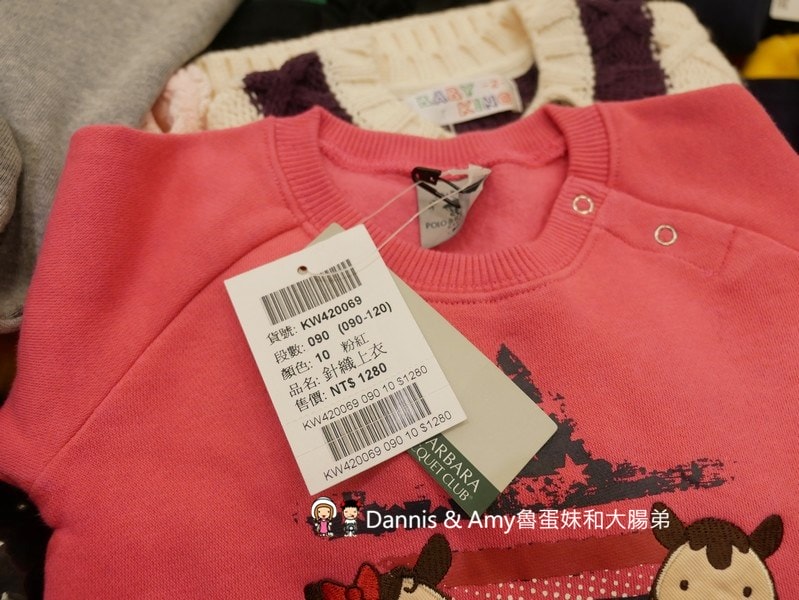 BABY
KING
POLO
貨號: KW420069
段數: 090 (090-120)
顏色: 10 粉紅
品名: 針織上衣
售價: NT$ 1280
KW420069 090 10 $1280
KW420069 090 10 $1280
ARBARA
QUET CLUB
Dannis & Amy魯蛋妹和大腸弟